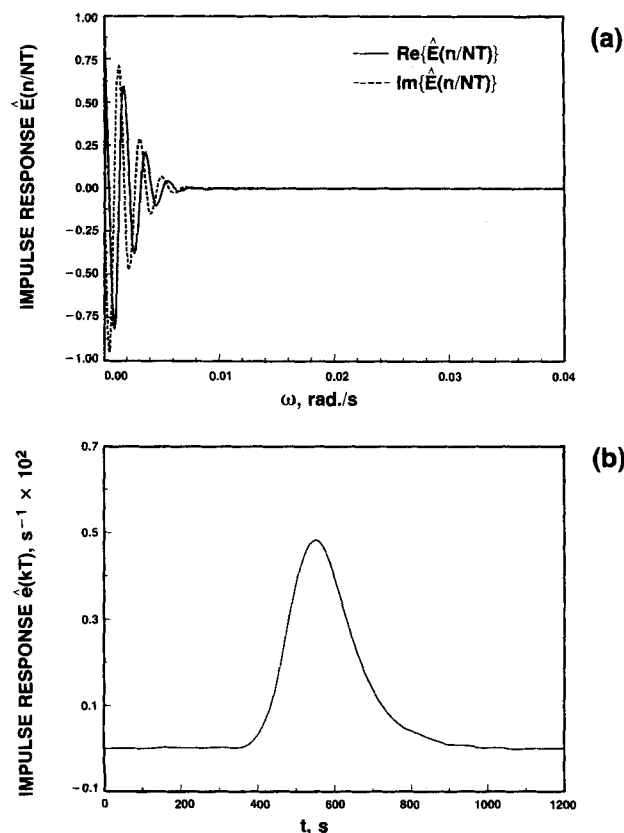 (a)
IMPULSE RESPONSE Ê(n/NT)
1.00
0.75
0.50
0.25
0.00
−0.25
−0.50
−0.75
−1.00
Re{Ê(n/NT)}
Im{Ê(n/NT)}
0.00 0.01 0.02 0.03 0.04
ω, rad./s
(b)
IMPULSE RESPONSE ê(kT), s⁻¹ × 10²
0.7
0.5
0.3
0.1
−0.1
0 200 400 600 800 1000 1200
t, s